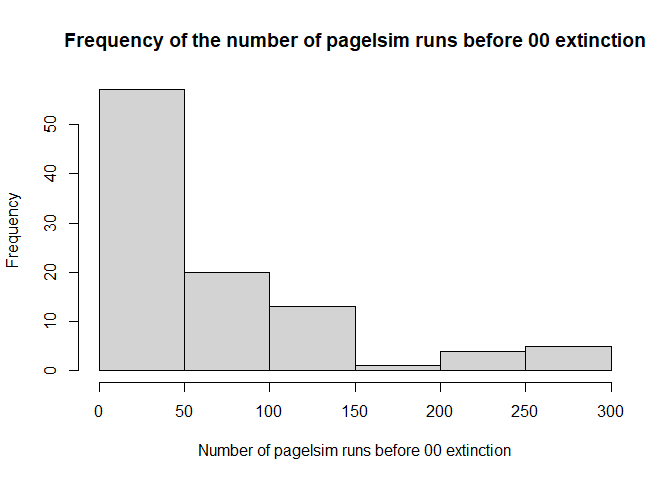 Frequency of the number of pagelsim runs before 00 extinction
Frequency
50
40
30
20
10
0
0 50 100 150 200 250 300
Number of pagelsim runs before 00 extinction